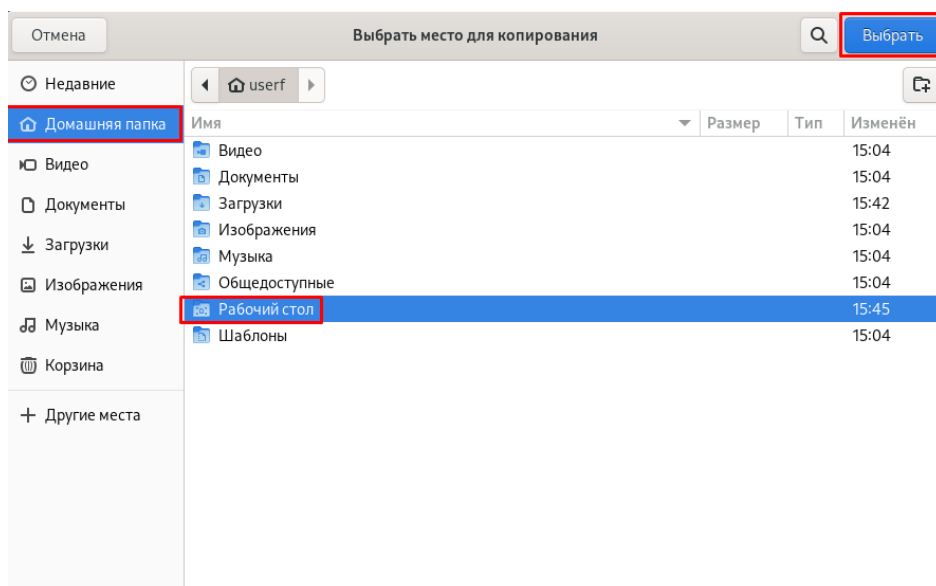 Отмена Выбрать место для копирования Выбрать
Недавние
userf
Домашняя папка
Имя Размер Тип Изменён
Видео
Документы
Загрузки
Изображения
Музыка
Корзина
Другие места
Видео 15:04
Документы 15:04
Загрузки 15:42
Изображения 15:04
Музыка 15:04
Общедоступные 15:04
Рабочий стол 15:45
Шаблоны 15:04